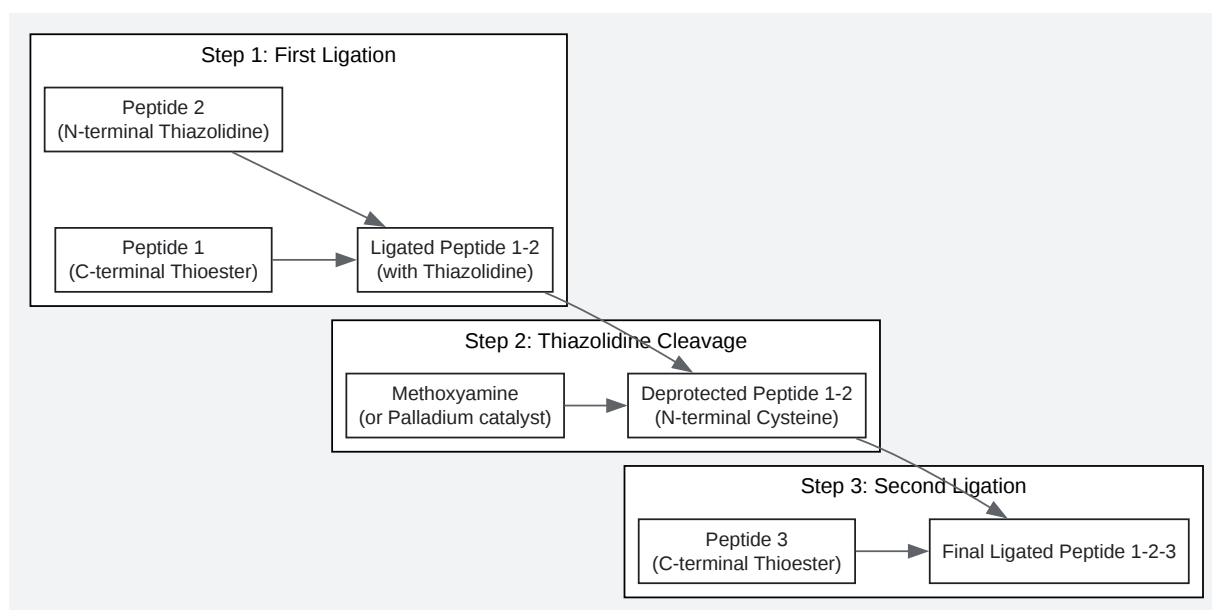 Step 1: First Ligation
Peptide 2
(N-terminal Thiazolidine)
Peptide 1
(C-terminal Thioester)
Ligated Peptide 1-2
(with Thiazolidine)
Step 2: Thiazolidine Cleavage
Methoxyamine
(or Palladium catalyst)
Deprotected Peptide 1-2
(N-terminal Cysteine)
Step 3: Second Ligation
Peptide 3
(C-terminal Thioester)
Final Ligated Peptide 1-2-3